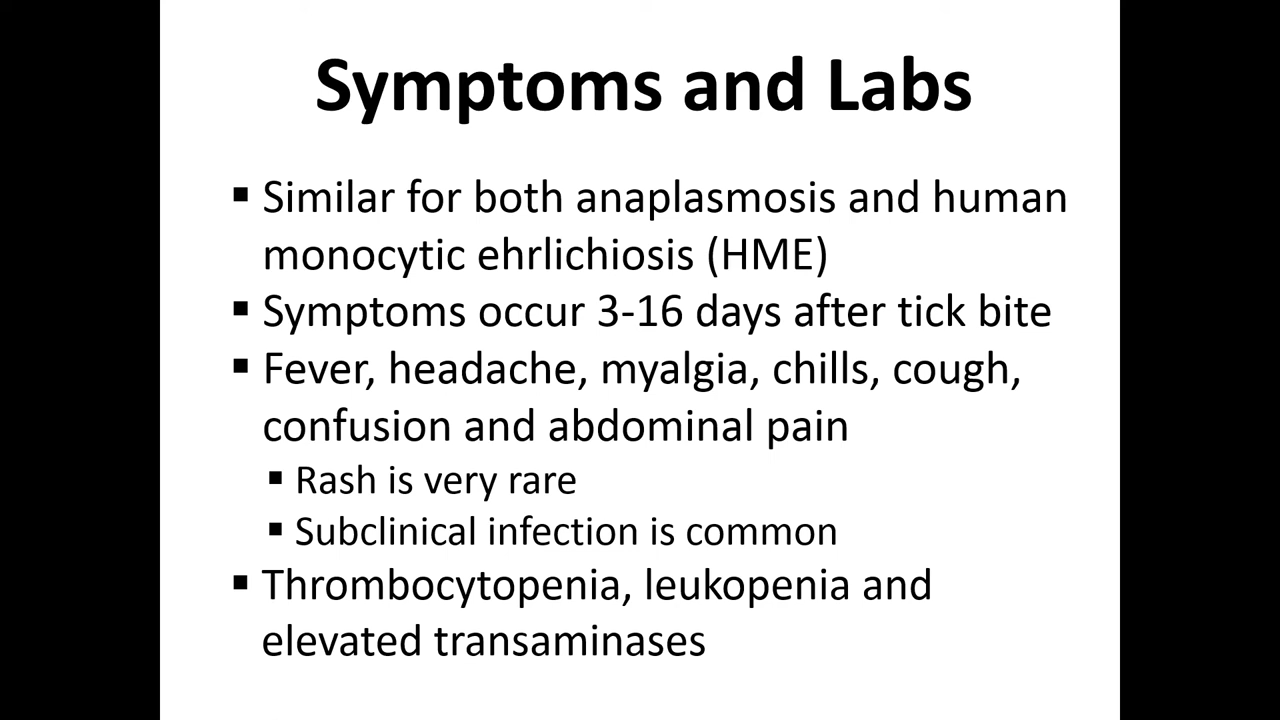 Symptoms and Labs
▪ Similar for both anaplasmosis and human
monocytic ehrlichiosis (HME)
▪ Symptoms occur 3-16 days after tick bite
▪ Fever, headache, myalgia, chills, cough,
confusion and abdominal pain
▪ Rash is very rare
▪ Subclinical infection is common
▪ Thrombocytopenia, leukopenia and
elevated transaminases